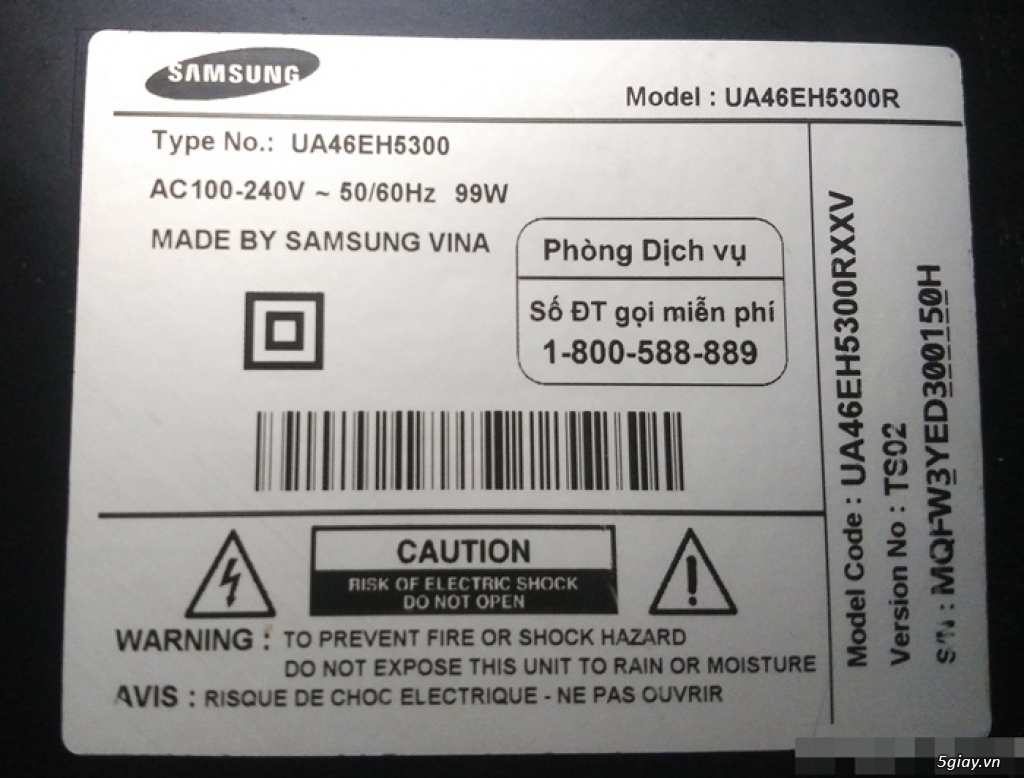 SAMSUNG
Model : UA46EH5300R
Type No.: UA46EH5300
AC100-240V ~ 50/60Hz 99W
MADE BY SAMSUNG VINA
Phòng Dịch vụ
Số ĐT gọi miễn phí
1-800-588-889
CAUTION
RISK OF ELECTRIC SHOCK
DO NOT OPEN
WARNING : TO PREVENT FIRE OR SHOCK HAZARD
DO NOT EXPOSE THIS UNIT TO RAIN OR MOISTURE
AVIS : RISQUE DE CHOC ELECTRIQUE - NE PAS OUVRIR
Model Code : UA46EH5300RXXV
Version No : TS02
S/N : MQFW3YED300150H
5giay.vn